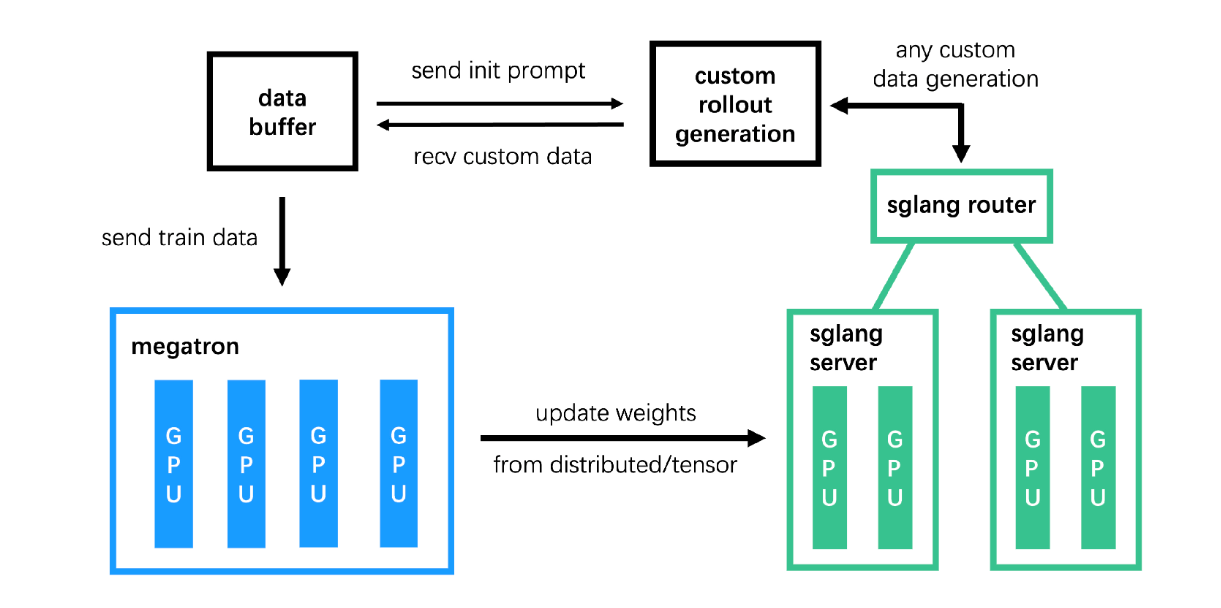 data
buffer
send init prompt
recv custom data
custom
rollout
generation
any custom
data generation
sglang router
send train data
megatron
GPU
GPU
GPU
GPU
update weights
from distributed/tensor
sglang
server
GPU
GPU
sglang
server
GPU
GPU